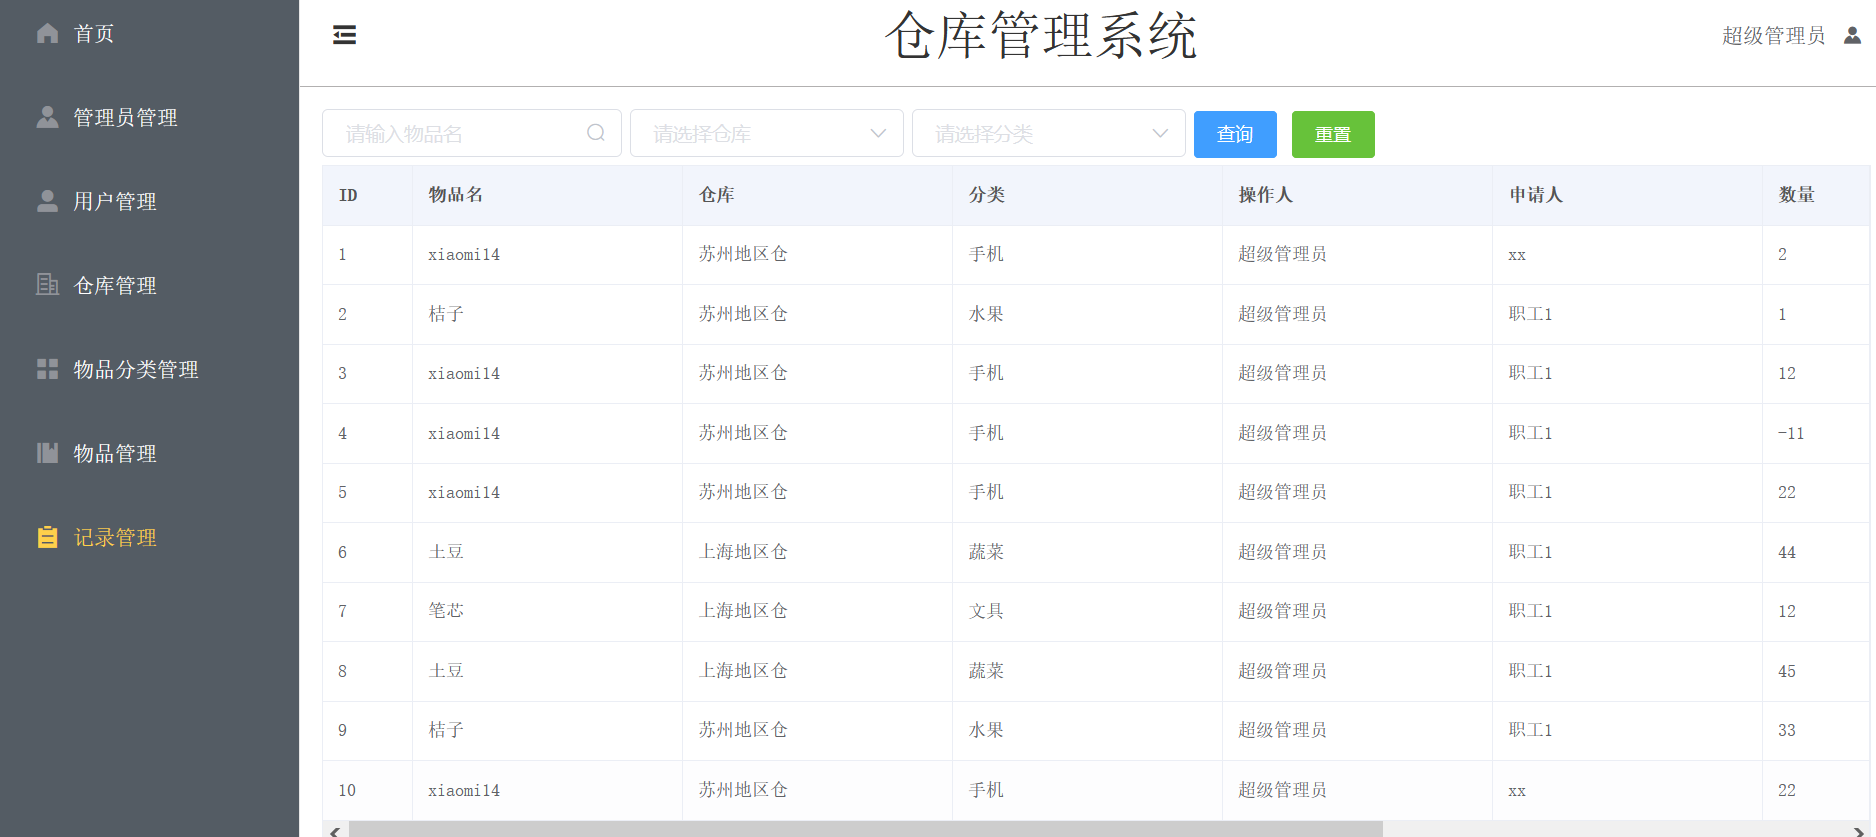 首页
管理员管理
用户管理
仓库管理
物品分类管理
物品管理
记录管理
仓库管理系统
超级管理员
请输入物品名 请选择仓库 请选择分类 查询 重置
ID 物品名 仓库 分类 操作人 申请人 数量
1 xiaomi14 苏州地区仓 手机 超级管理员 xx 2
2 桔子 苏州地区仓 水果 超级管理员 职工1 1
3 xiaomi14 苏州地区仓 手机 超级管理员 职工1 12
4 xiaomi14 苏州地区仓 手机 超级管理员 职工1 -11
5 xiaomi14 苏州地区仓 手机 超级管理员 职工1 22
6 土豆 上海地区仓 蔬菜 超级管理员 职工1 44
7 笔芯 上海地区仓 文具 超级管理员 职工1 12
8 土豆 上海地区仓 蔬菜 超级管理员 职工1 45
9 桔子 苏州地区仓 水果 超级管理员 职工1 33
10 xiaomi14 苏州地区仓 手机 超级管理员 xx 22